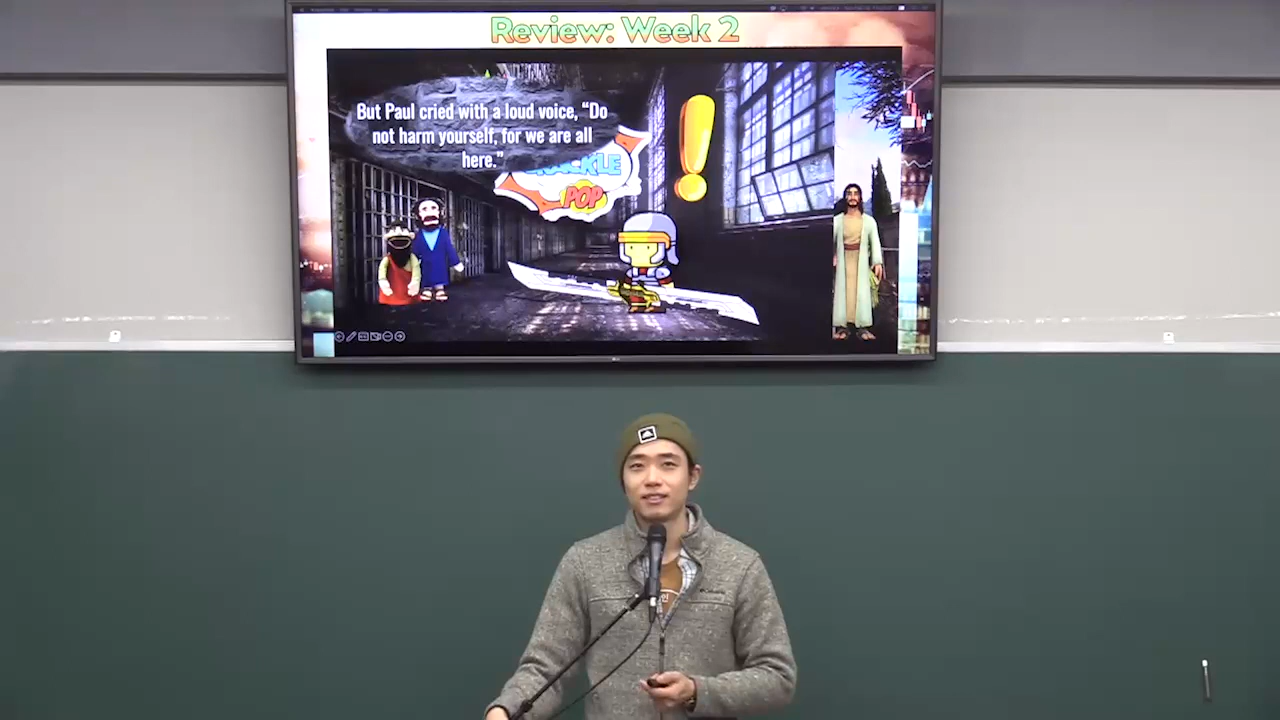 Review: Week 2
But Paul cried with a loud voice, “Do
not harm yourself, for we are all
here.”
POP